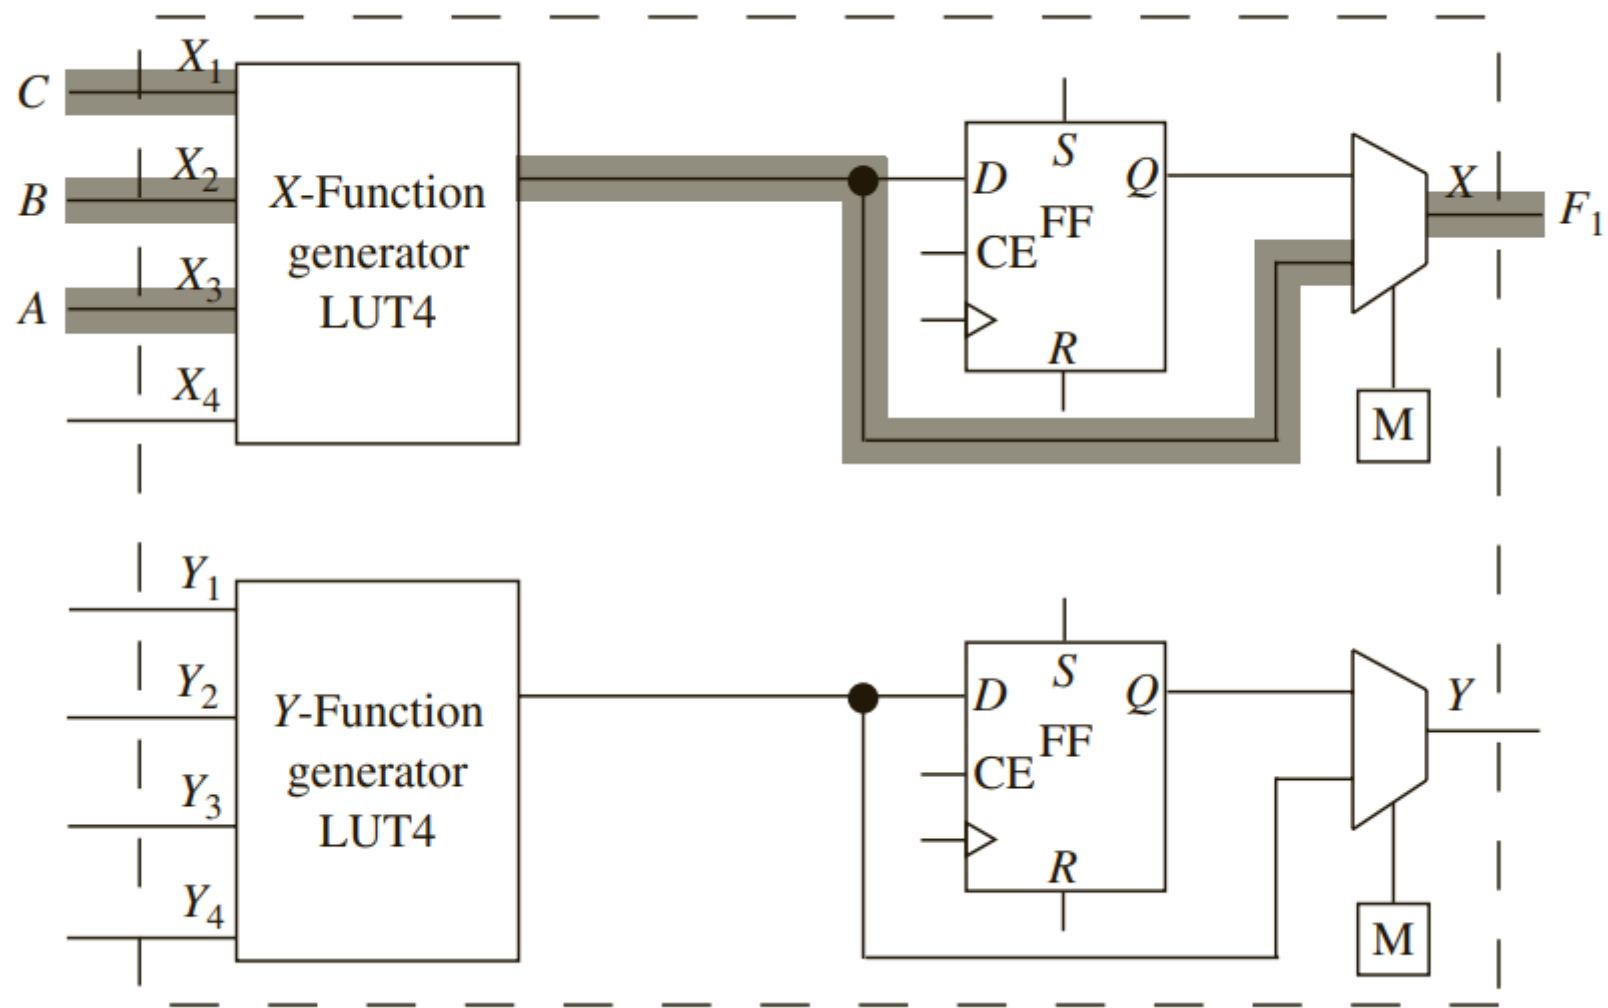 C
X1
B
X2
A
X3
X4
X-Function
generator
LUT4
D
S
Q
CE
FF
R
X
F1
M
Y1
Y2
Y3
Y4
Y-Function
generator
LUT4
D
S
Q
CE
FF
R
Y
M